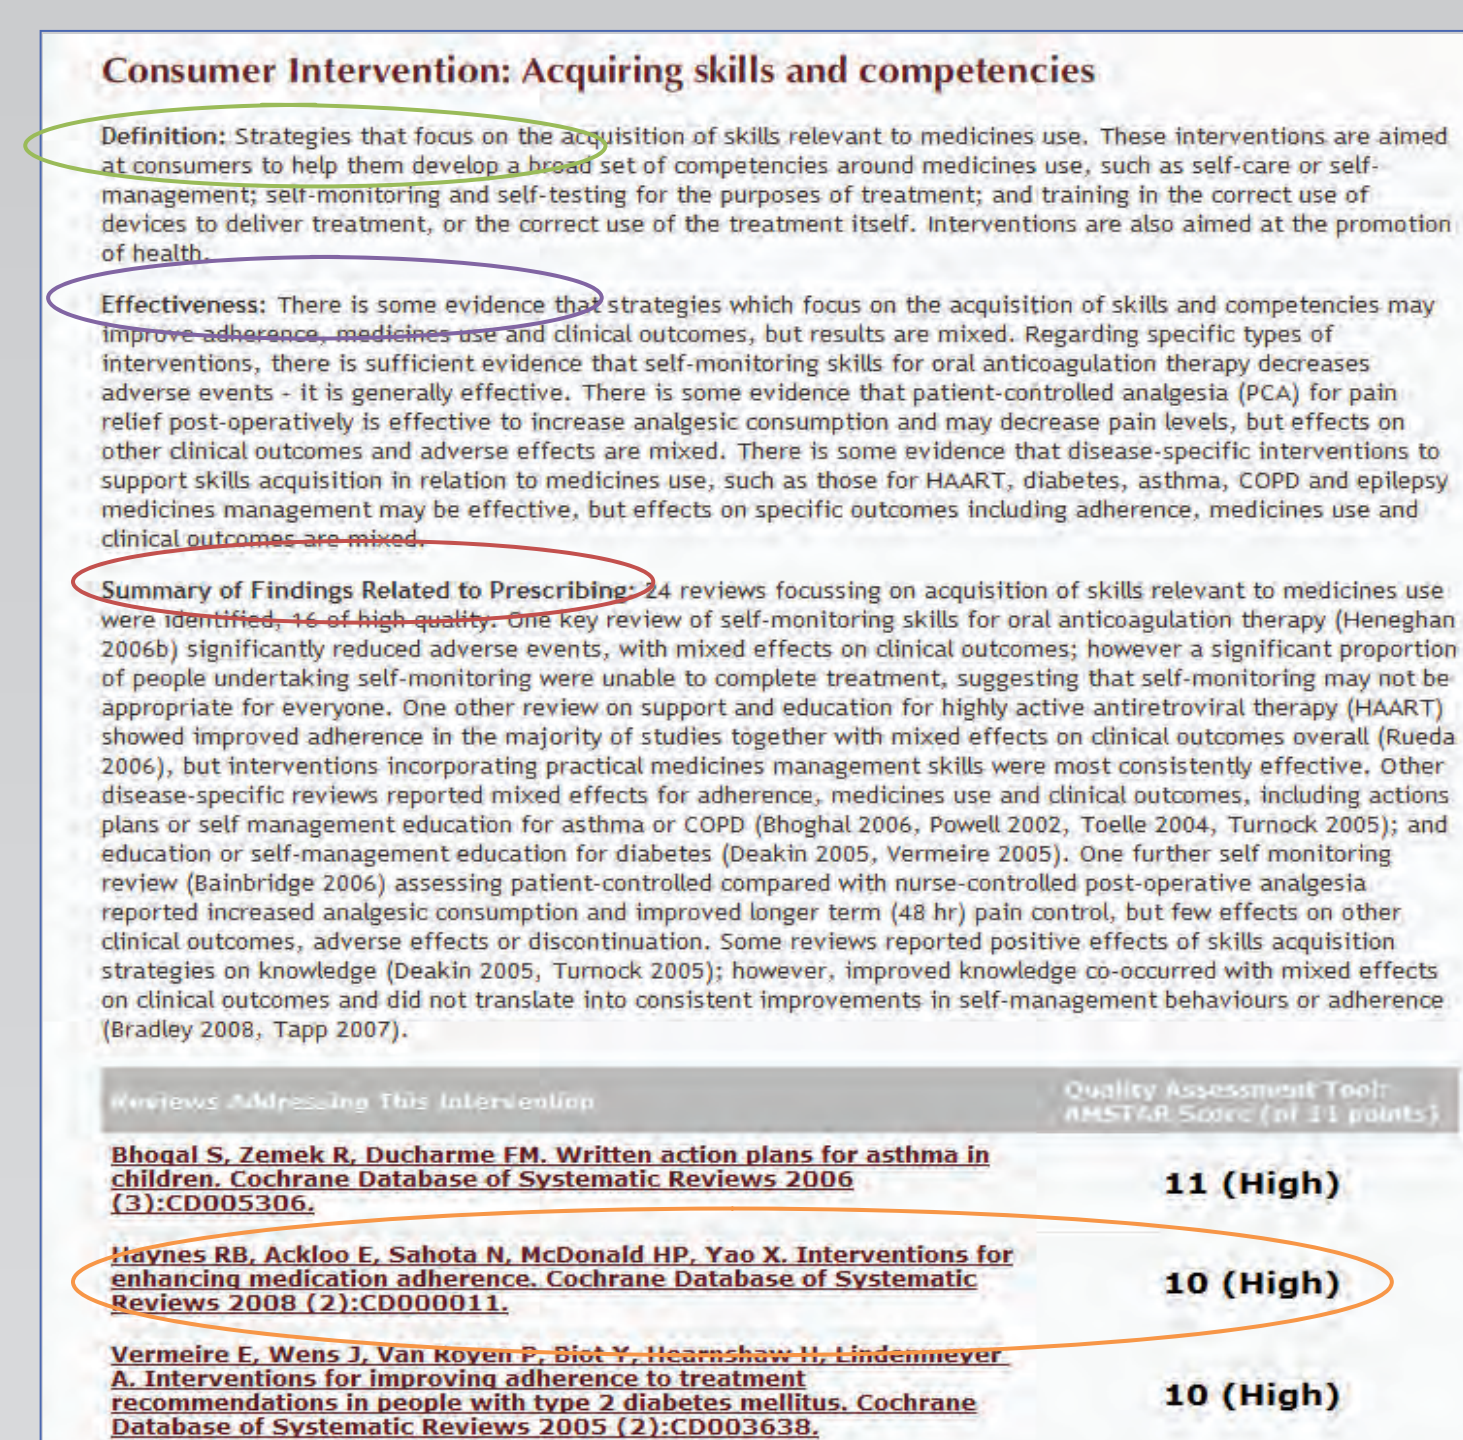 Consumer Intervention: Acquiring skills and competencies
Definition: Strategies that focus on the acquisition of skills relevant to medicines use. These interventions are aimed
at consumers to help them develop a broad set of competencies around medicines use, such as self-care or self-
management; self-monitoring and self-testing for the purposes of treatment; and training in the correct use of
devices to deliver treatment, or the correct use of the treatment itself. Interventions are also aimed at the promotion
of health.
Effectiveness: There is some evidence that strategies which focus on the acquisition of skills and competencies may
improve adherence, medicines use and clinical outcomes, but results are mixed. Regarding specific types of
interventions, there is sufficient evidence that self-monitoring skills for oral anticoagulation therapy decreases
adverse events - it is generally effective. There is some evidence that patient-controlled analgesia (PCA) for pain
relief post-operatively is effective to increase analgesic consumption and may decrease pain levels, but effects on
other clinical outcomes and adverse effects are mixed. There is some evidence that disease-specific interventions to
support skills acquisition in relation to medicines use, such as those for HAART, diabetes, asthma, COPD and epilepsy
medicines management may be effective, but effects on specific outcomes including adherence, medicines use and
clinical outcomes are mixed.
Summary of Findings Related to Prescribing: 24 reviews focussing on acquisition of skills relevant to medicines use
were identified, 16 of high quality. One key review of self-monitoring skills for oral anticoagulation therapy (Heneghan
2006b) significantly reduced adverse events, with mixed effects on clinical outcomes; however a significant proportion
of people undertaking self-monitoring were unable to complete treatment, suggesting that self-monitoring may not be
appropriate for everyone. One other review on support and education for highly active antiretroviral therapy (HAART)
showed improved adherence in the majority of studies together with mixed effects on clinical outcomes overall (Rueda
2006), but interventions incorporating practical medicines management skills were most consistently effective. Other
disease-specific reviews reported mixed effects for adherence, medicines use and clinical outcomes, including actions
plans or self management education for asthma or COPD (Bhoghal 2006, Powell 2002, Toelle 2004, Turnock 2005); and
education or self-management education for diabetes (Deakin 2005, Vermeire 2005). One further self monitoring
review (Bainbridge 2006) assessing patient-controlled compared with nurse-controlled post-operative analgesia
reported increased analgesic consumption and improved longer term (48 hr) pain control, but few effects on other
clinical outcomes, adverse effects or discontinuation. Some reviews reported positive effects of skills acquisition
strategies on knowledge (Deakin 2005, Turnock 2005); however, improved knowledge co-occurred with mixed effects
on clinical outcomes and did not translate into consistent improvements in self-management behaviours or adherence
(Bradley 2008, Tapp 2007).
Reviews Addressing This Intervention
Quality Assessment Tool:
AMSTAR Score (of 11 points)
Bhogal S, Zemek R, Ducharme FM. Written action plans for asthma in
children. Cochrane Database of Systematic Reviews 2006
(3):CD005306.
11 (High)
Haynes RB, Ackloo E, Sahota N, McDonald HP, Yao X. Interventions for
enhancing medication adherence. Cochrane Database of Systematic
Reviews 2008 (2):CD000011.
10 (High)
Vermeire E, Wens J, Van Royen P, Biot Y, Hearnshaw H, Lindenmeyer
A. Interventions for improving adherence to treatment
recommendations in people with type 2 diabetes mellitus. Cochrane
Database of Systematic Reviews 2005 (2):CD003638.
10 (High)